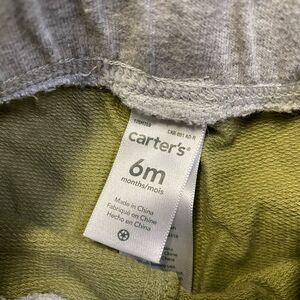 carter's®
6m
months/mois
Made in China
Fabriqué en Chine
Hecho en China